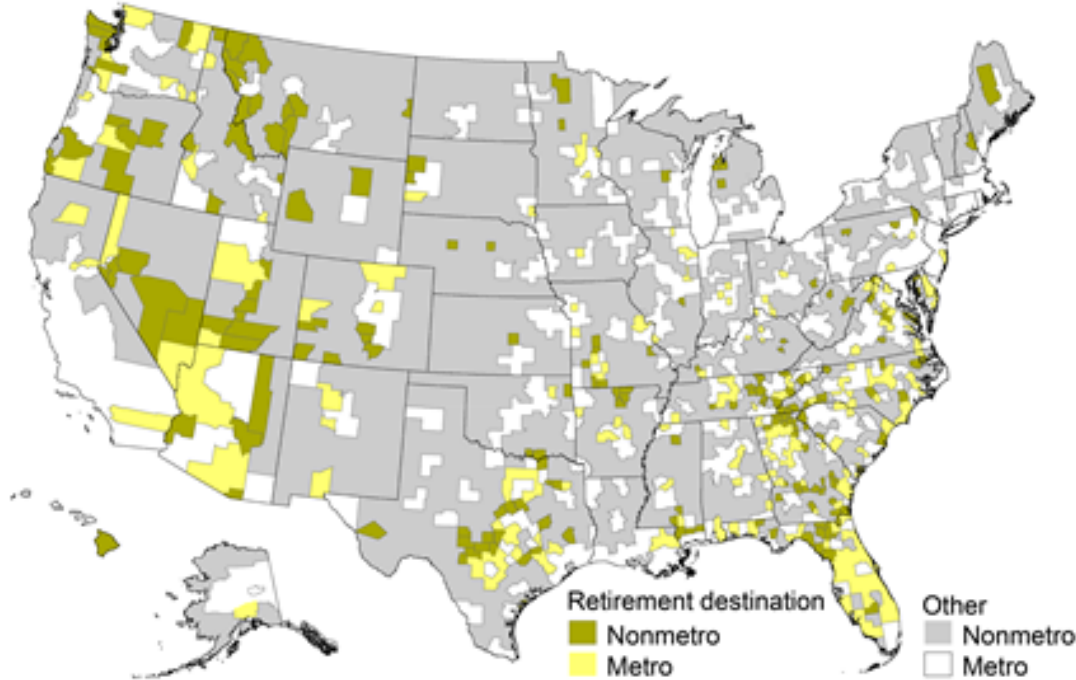 Retirement destination
Nonmetro
Metro
Other
Nonmetro
Metro